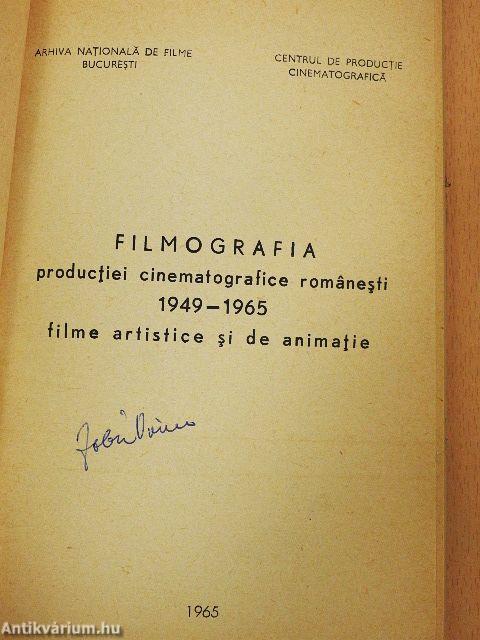 ARHIVA NAȚIONALĂ DE FILME
BUCUREȘTI
CENTRUL DE PRODUCȚIE
CINEMATOGRAFICĂ
FILMOGRAFIA
producției cinematografice românești
1949-1965
filme artistice și de animație
1965
Antikvárium.hu